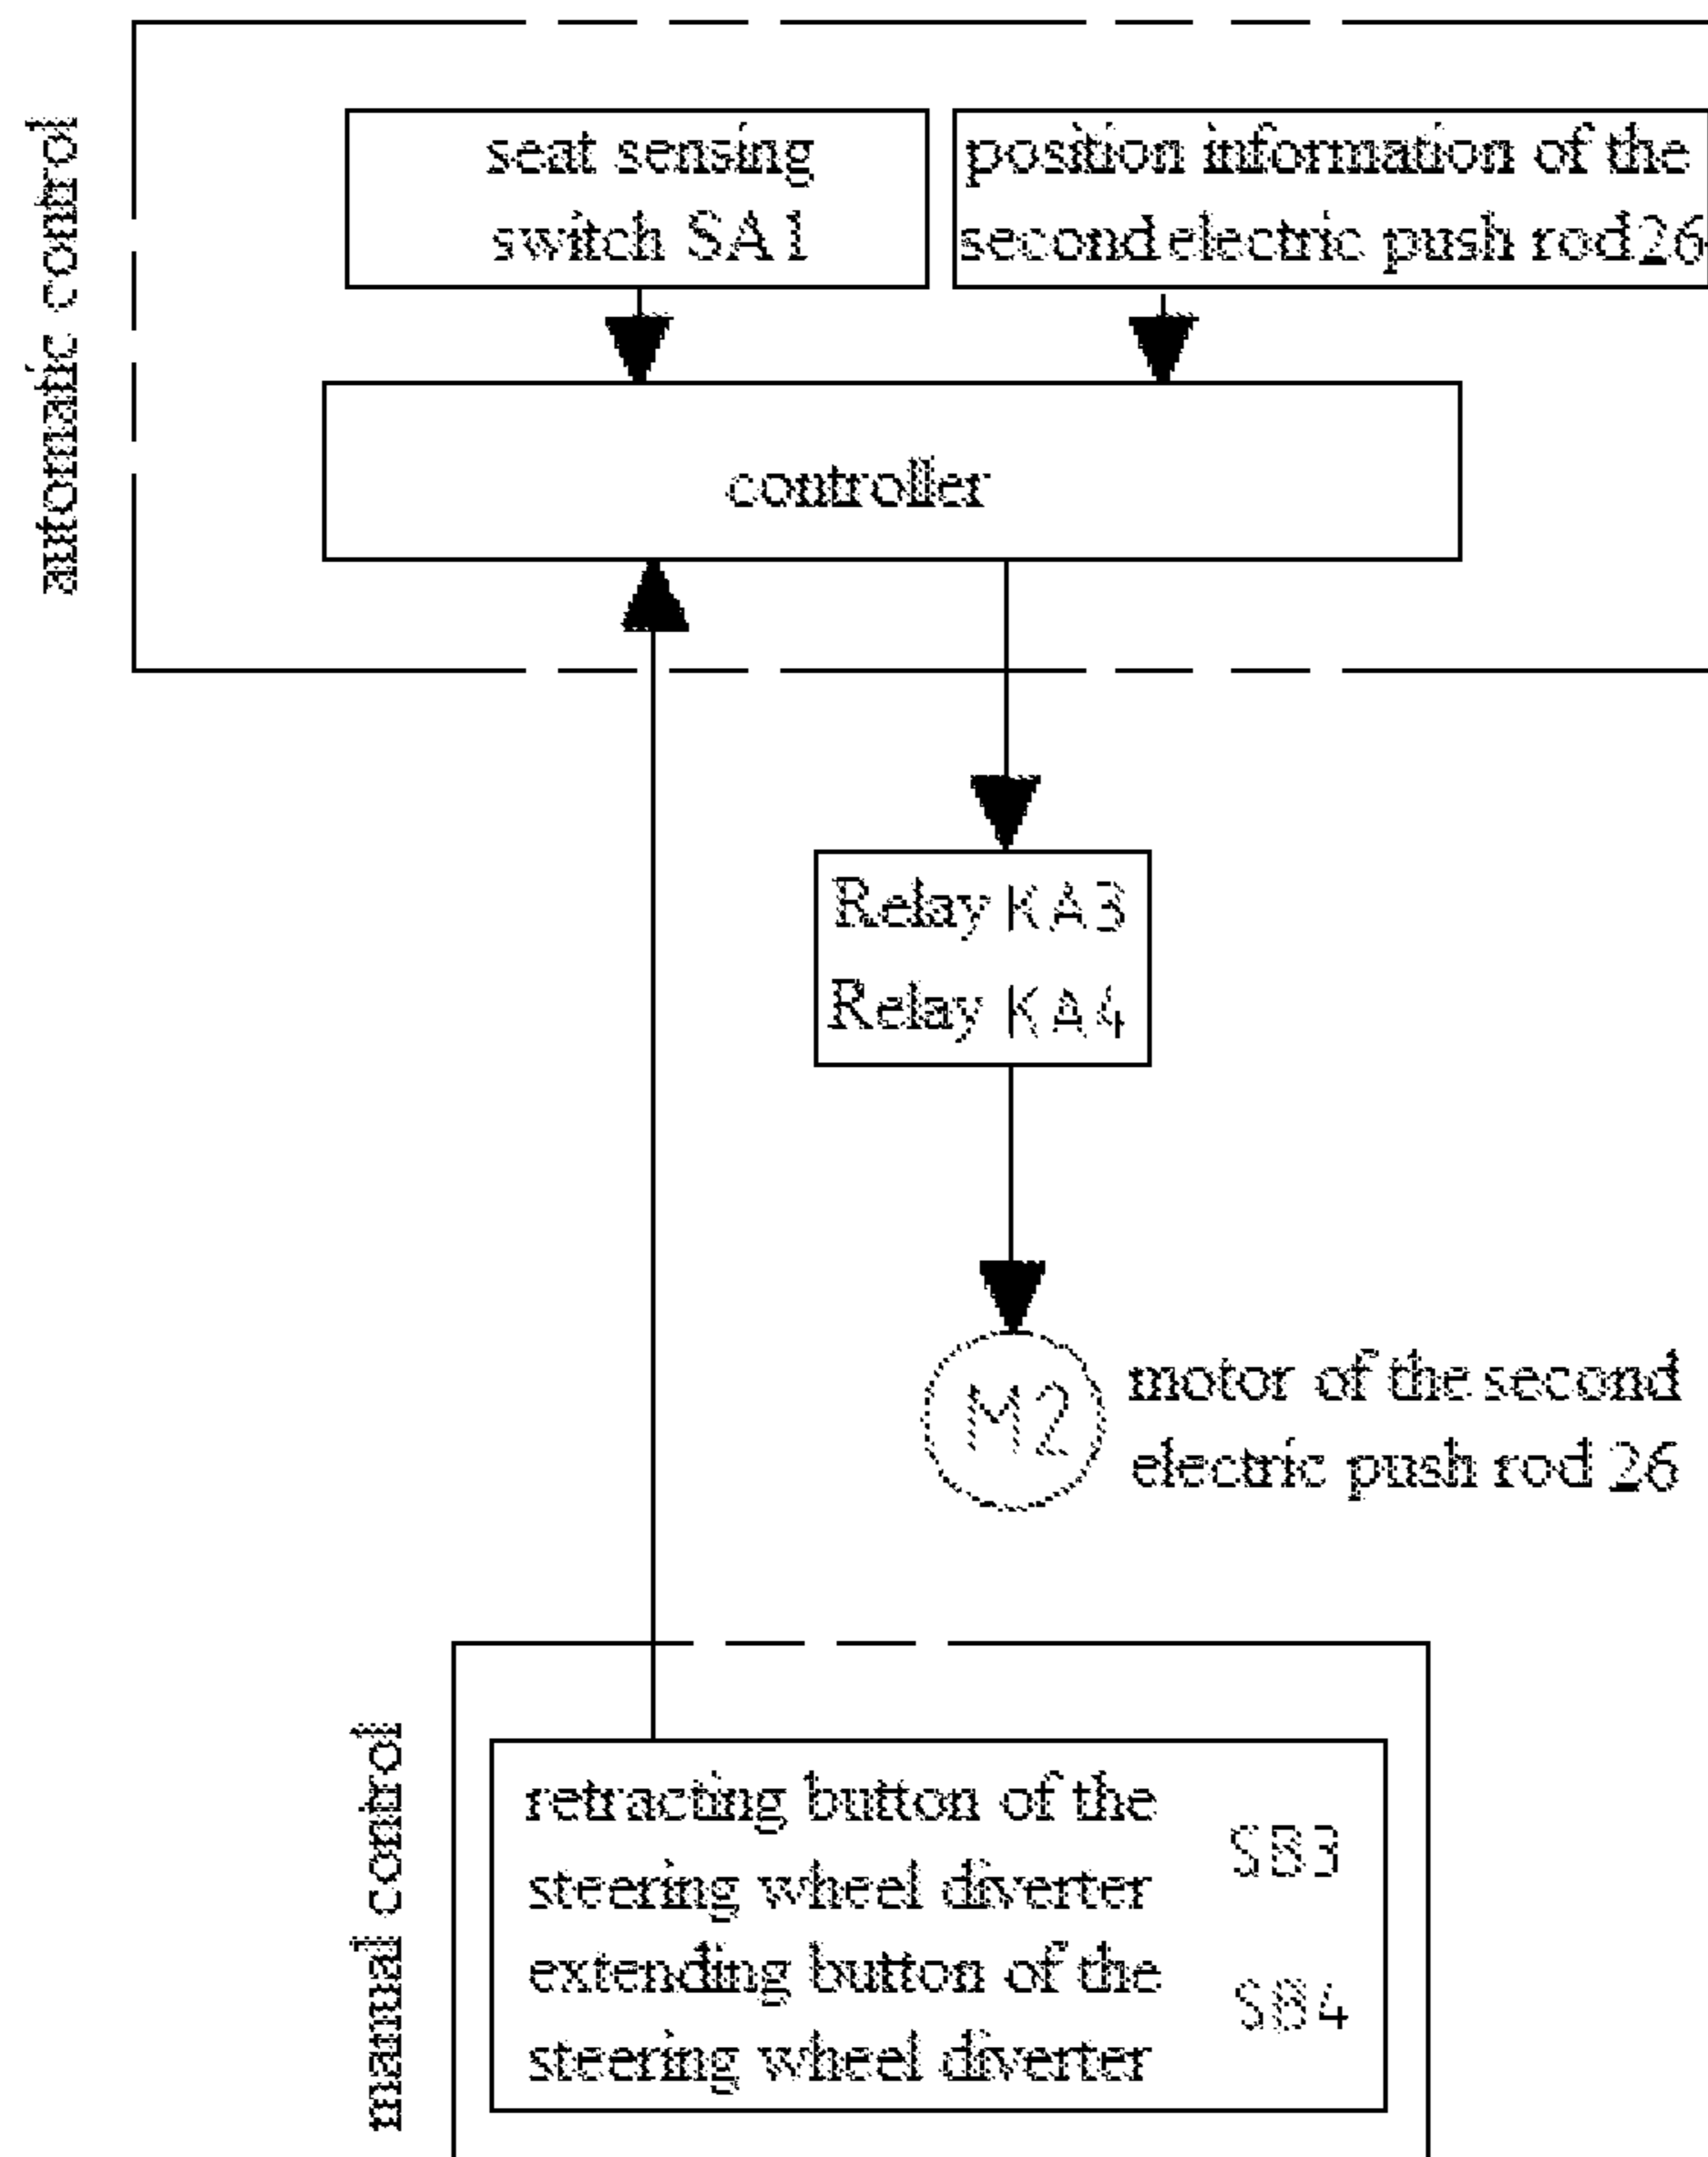 automatic control
seat sensing
switch SA1
position information of the
second electric push rod 26
controller
Relay KA3
Relay KA4
M2
motor of the second
electric push rod 26
manual control
retracting button of the
steering wheel diverter
SB3
extending button of the
steering wheel diverter
SB4